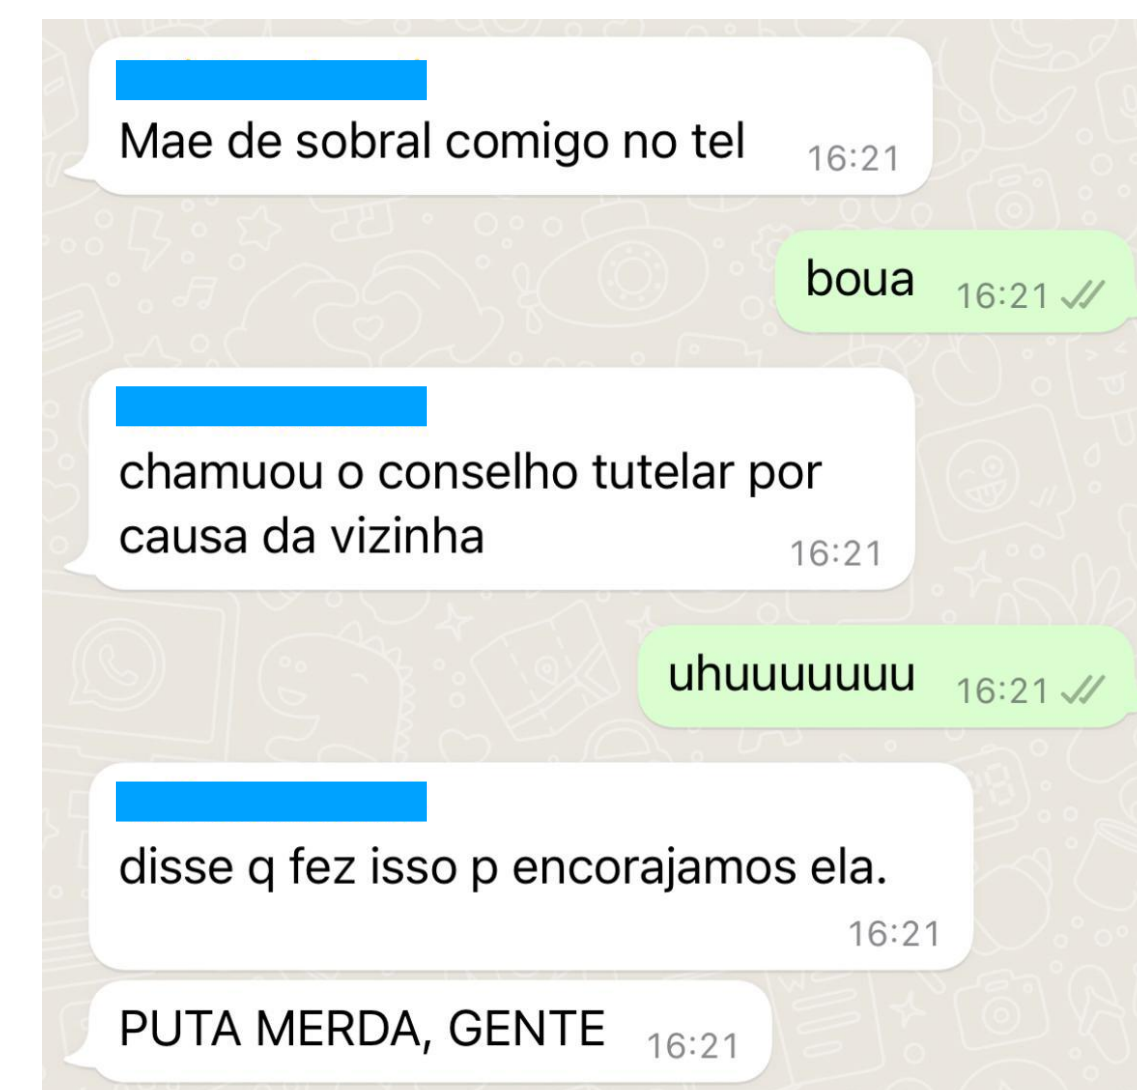 Mae de sobral comigo no tel 16:21
boua 16:21
chamuou o conselho tutelar por
causa da vizinha 16:21
uhuuuuuuu 16:21
disse q fez isso p encorajamos ela.
16:21
PUTA MERDA, GENTE 16:21